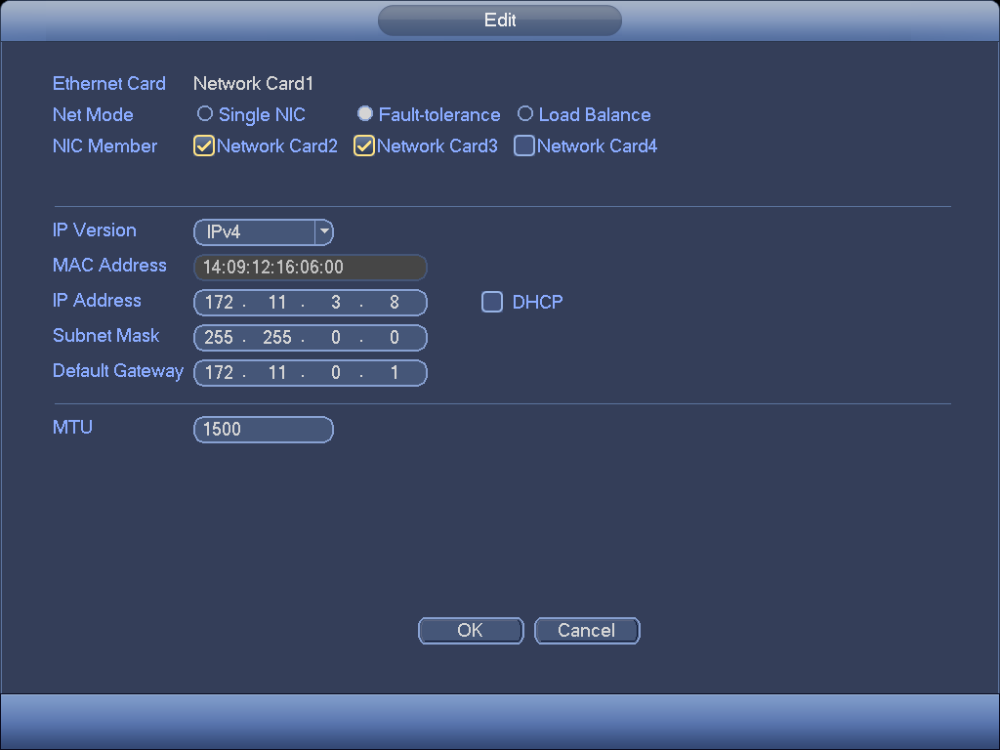 Edit
Ethernet Card Network Card1
Net Mode Single NIC Fault-tolerance Load Balance
NIC Member Network Card2 Network Card3 Network Card4
IP Version IPv4
MAC Address 14:09:12:16:06:00
IP Address 172 . 11 . 3 . 8 DHCP
Subnet Mask 255 . 255 . 0 . 0
Default Gateway 172 . 11 . 0 . 1
MTU 1500
OK Cancel